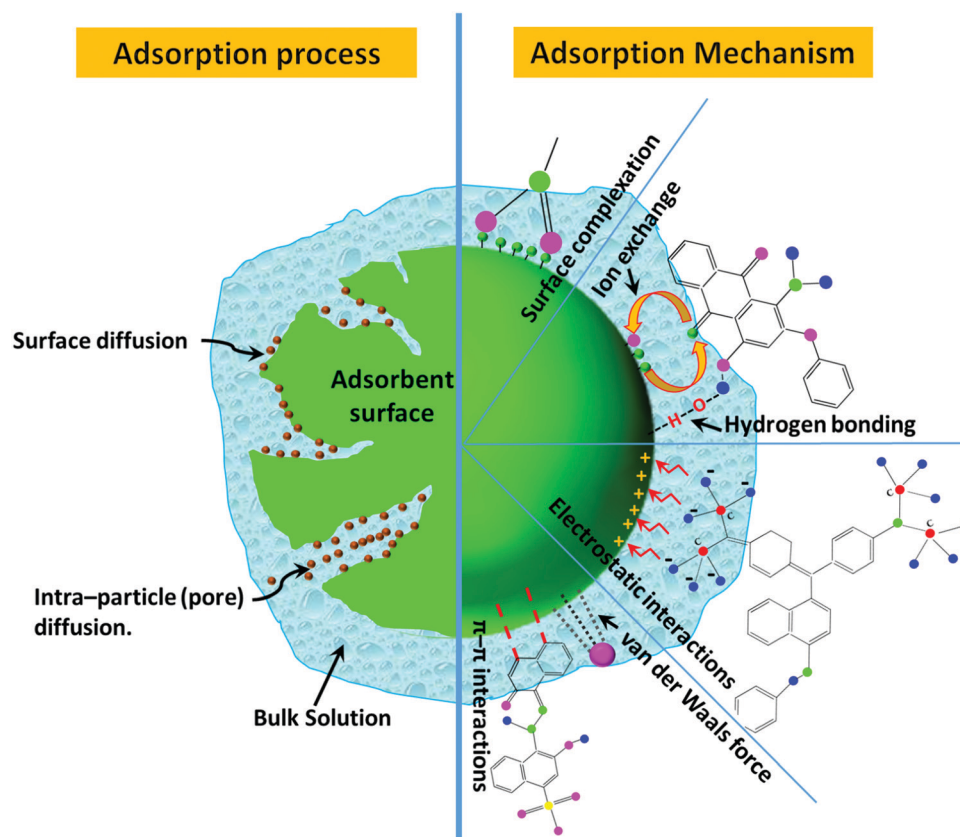 Adsorption process
Adsorption Mechanism
Surface diffusion
Adsorbent
surface
Intra–particle (pore)
diffusion.
Bulk Solution
Surface complexation
Ion exchange
H
O
Hydrogen bonding
+
+
+
+
+
+
Electrostatic interactions
-
-
-
-
-
-
c
c
c
c
van der Waals force
π–π interactions